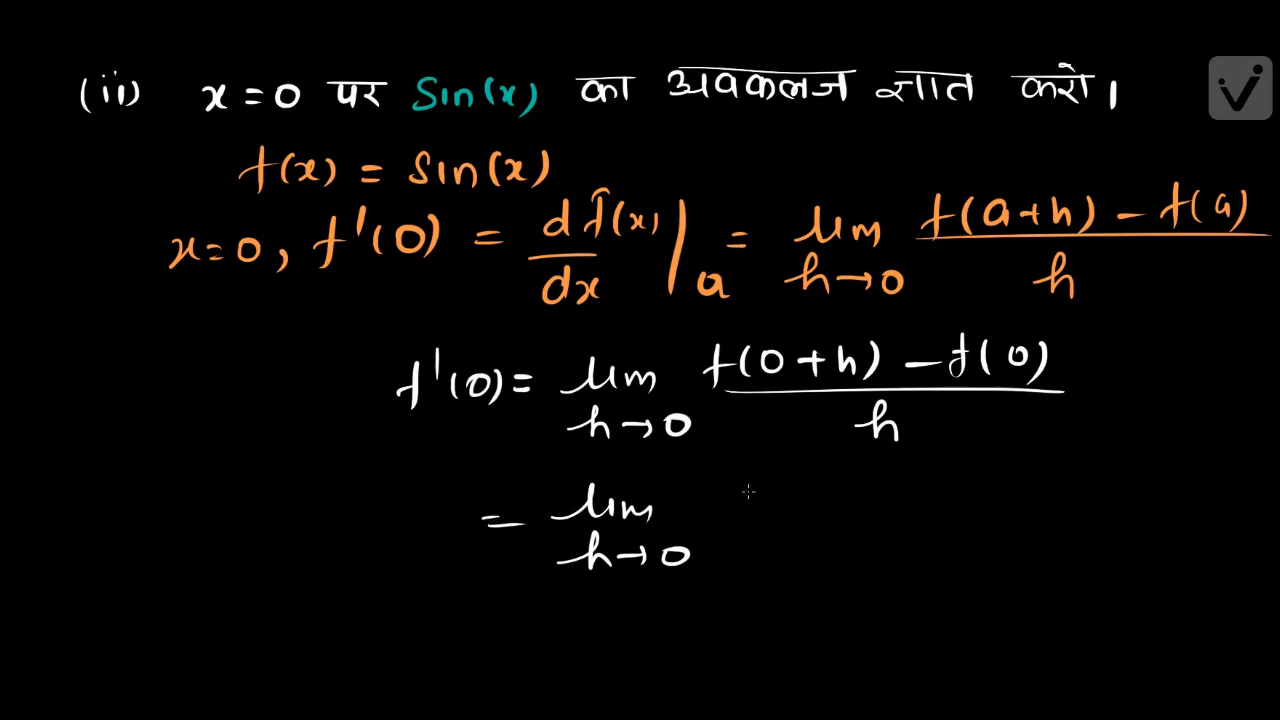 (ii) x=0 पर Sin(x) का अवकलज ज्ञात करो।
f(x) = Sin(x)
x=0, f'(0) = d f(x)/dx |a = lim h→0 f(a+h) - f(a) / h
f'(0) = lim h→0 f(0+h) - f(0) / h
= lim h→0